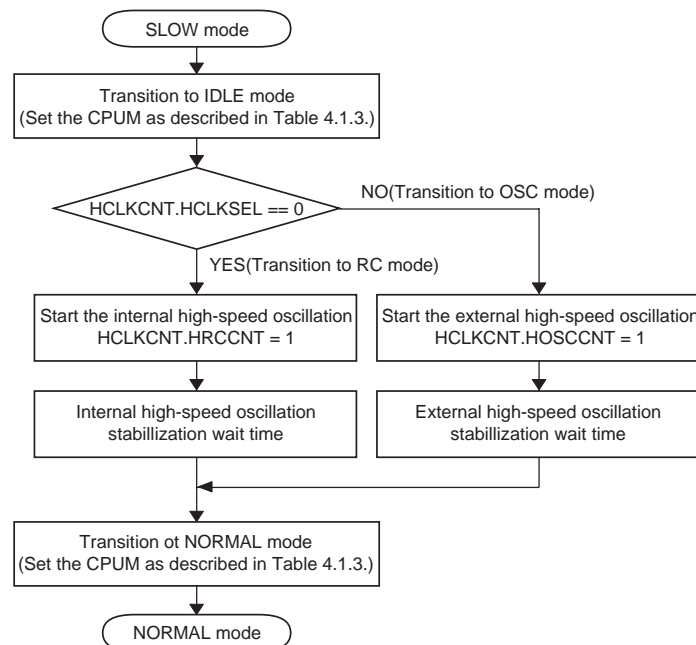 SLOW mode
Transition to IDLE mode
(Set the CPUM as described in Table 4.1.3.)
HCLKCNT.HCLKSEL == 0
NO(Transition to OSC mode)
YES(Transition to RC mode)
Start the internal high-speed oscillation
HCLKCNT.HRCCNT = 1
Start the external high-speed oscillation
HCLKCNT.HOSCCNT = 1
Internal high-speed oscillation
stabillization wait time
External high-speed oscillation
stabillization wait time
Transition ot NORMAL mode
(Set the CPUM as described in Table 4.1.3.)
NORMAL mode